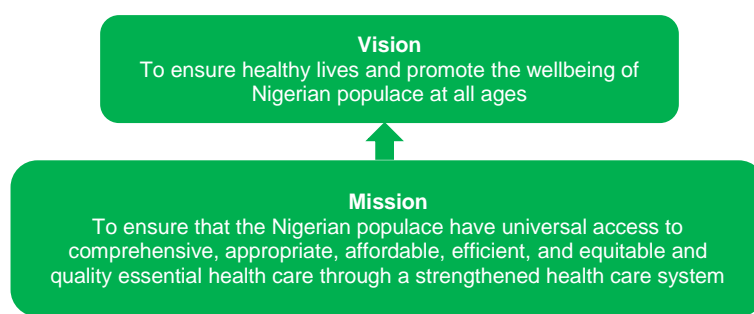 Vision
To ensure healthy lives and promote the wellbeing of
Nigerian populace at all ages
Mission
To ensure that the Nigerian populace have universal access to
comprehensive, appropriate, affordable, efficient, and equitable and
quality essential health care through a strengthened health care system